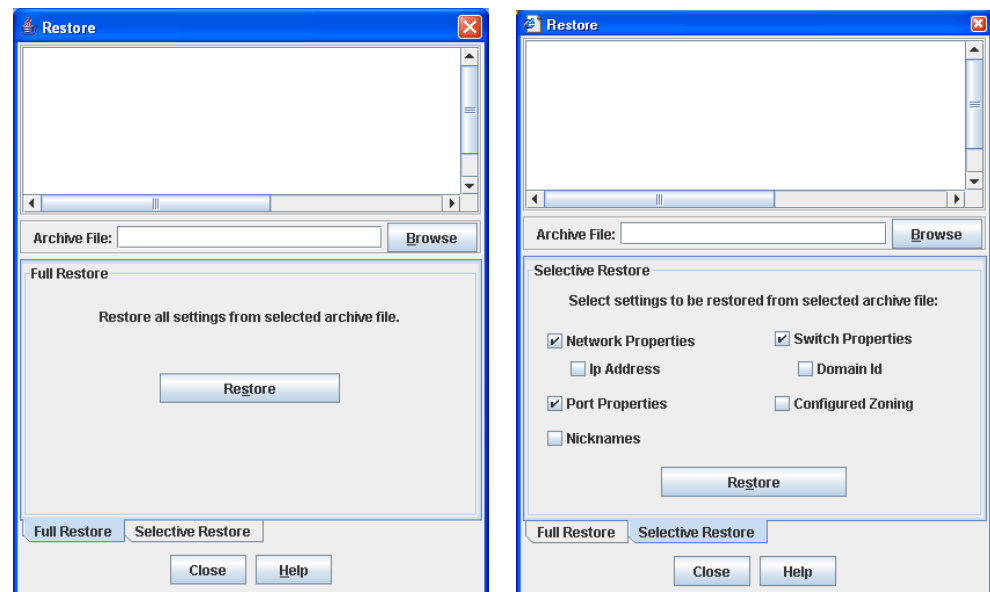 Restore
Archive File:
Browse
Full Restore
Restore all settings from selected archive file.
Restore
Full Restore
Selective Restore
Close
Help
Restore
Archive File:
Browse
Selective Restore
Select settings to be restored from selected archive file:
Network Properties
Switch Properties
Ip Address
Domain Id
Port Properties
Configured Zoning
Nicknames
Restore
Full Restore
Selective Restore
Close
Help